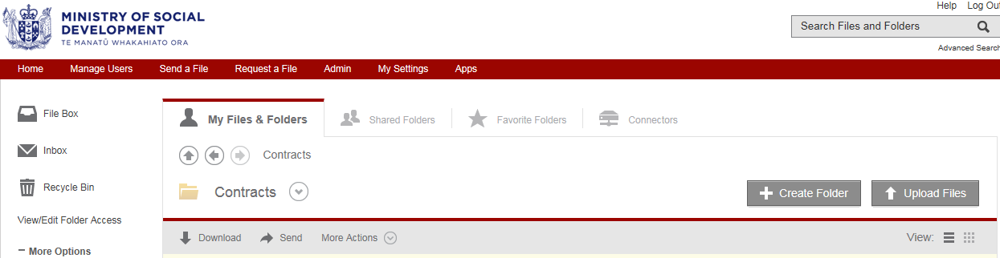 Help Log Out
MINISTRY OF SOCIAL
DEVELOPMENT
TE MANATŪ WHAKAHIATO ORA
Search Files and Folders
Advanced Search
Home Manage Users Send a File Request a File Admin My Settings Apps
File Box
Inbox
Recycle Bin
View/Edit Folder Access
More Options
My Files & Folders Shared Folders Favorite Folders Connectors
Contracts
Contracts
Create Folder Upload Files
Download Send More Actions View: